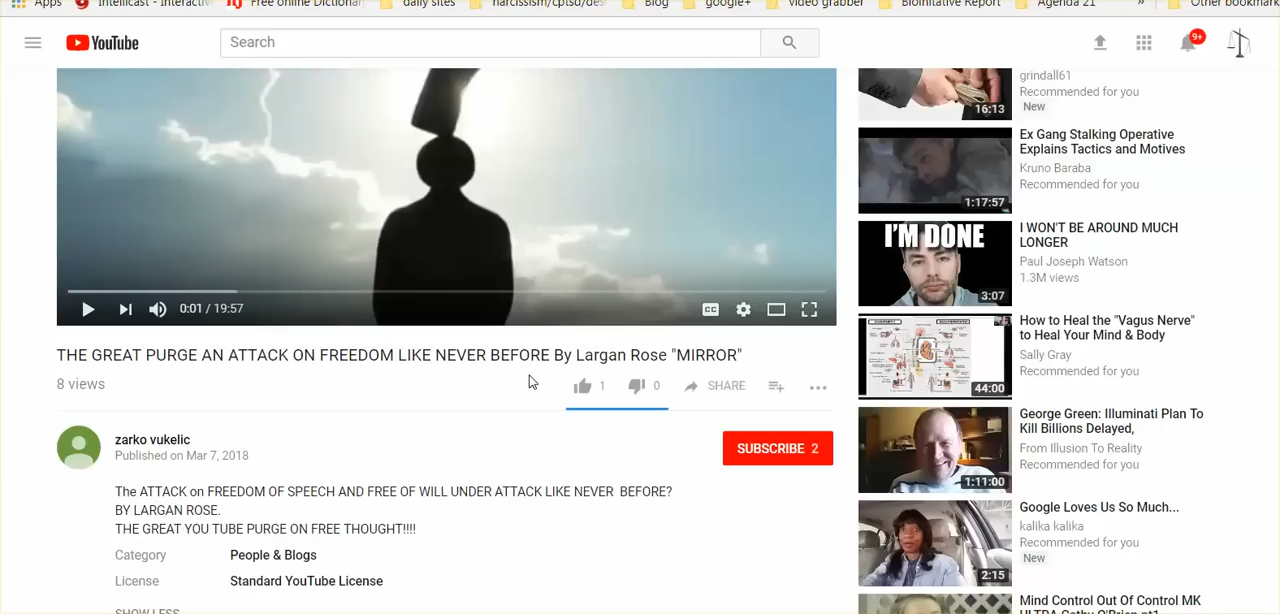 Apps
Intellicast - Interactiv
Free online Dictionar
daily sites
narcissism/cptsd/des
Blog
google+
video grabber
BioInitiative Report
Agenda 21
»
Other bookmark
YouTube
Search
9+
0:01 / 19:57
CC
THE GREAT PURGE AN ATTACK ON FREEDOM LIKE NEVER BEFORE By Largan Rose "MIRROR"
8 views
1
0
SHARE
zarko vukelic
Published on Mar 7, 2018
SUBSCRIBE 2
The ATTACK on FREEDOM OF SPEECH AND FREE OF WILL UNDER ATTACK LIKE NEVER BEFORE?
BY LARGAN ROSE.
THE GREAT YOU TUBE PURGE ON FREE THOUGHT!!!!
Category
People & Blogs
License
Standard YouTube License
SHOW LESS
16:13
grindall61
Recommended for you
New
1:17:57
Ex Gang Stalking Operative
Explains Tactics and Motives
Kruno Baraba
Recommended for you
I'M DONE
3:07
I WON'T BE AROUND MUCH
LONGER
Paul Joseph Watson
1.3M views
44:00
How to Heal the "Vagus Nerve"
to Heal Your Mind & Body
Sally Gray
Recommended for you
1:11:00
George Green: Illuminati Plan To
Kill Billions Delayed,
From Illusion To Reality
Recommended for you
2:15
Google Loves Us So Much...
kalika kalika
Recommended for you
New
Mind Control Out Of Control MK
ULTRA Cathy O'Brien pt1